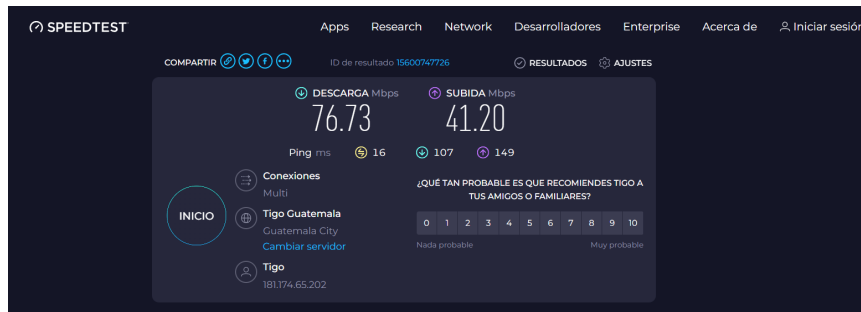 SPEEDTEST
Apps Research Network Desarrolladores Enterprise Acerca de Iniciar sesión
COMPARTIR ID de resultado 15600747726 RESULTADOS AJUSTES
DESCARGA Mbps SUBIDA Mbps
76.73 41.20
Ping ms 16 107 149
Conexiones
Multi
Tigo Guatemala
Guatemala City
Cambiar servidor
Tigo
181.174.65.202
INICIO
¿QUÉ TAN PROBABLE ES QUE RECOMIENDES TIGO A
TUS AMIGOS O FAMILIARES?
0 1 2 3 4 5 6 7 8 9 10
Nada probable Muy probable